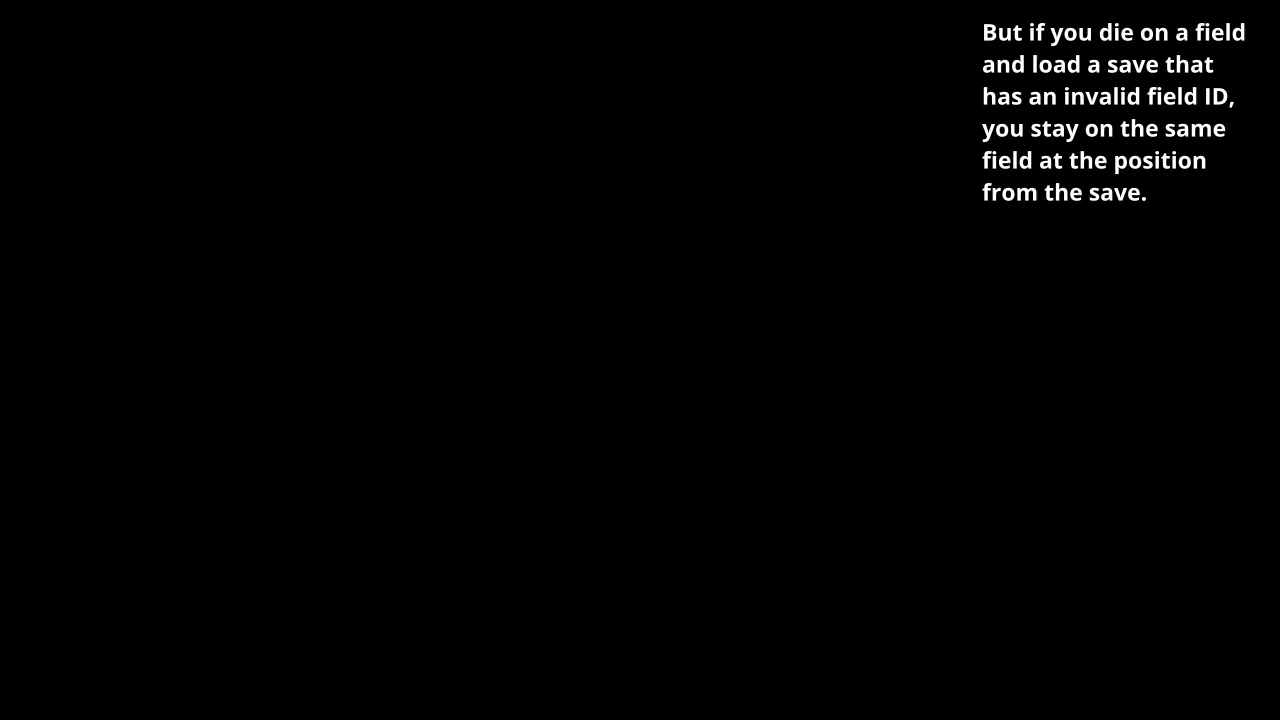 But if you die on a field
and load a save that
has an invalid field ID,
you stay on the same
field at the position
from the save.